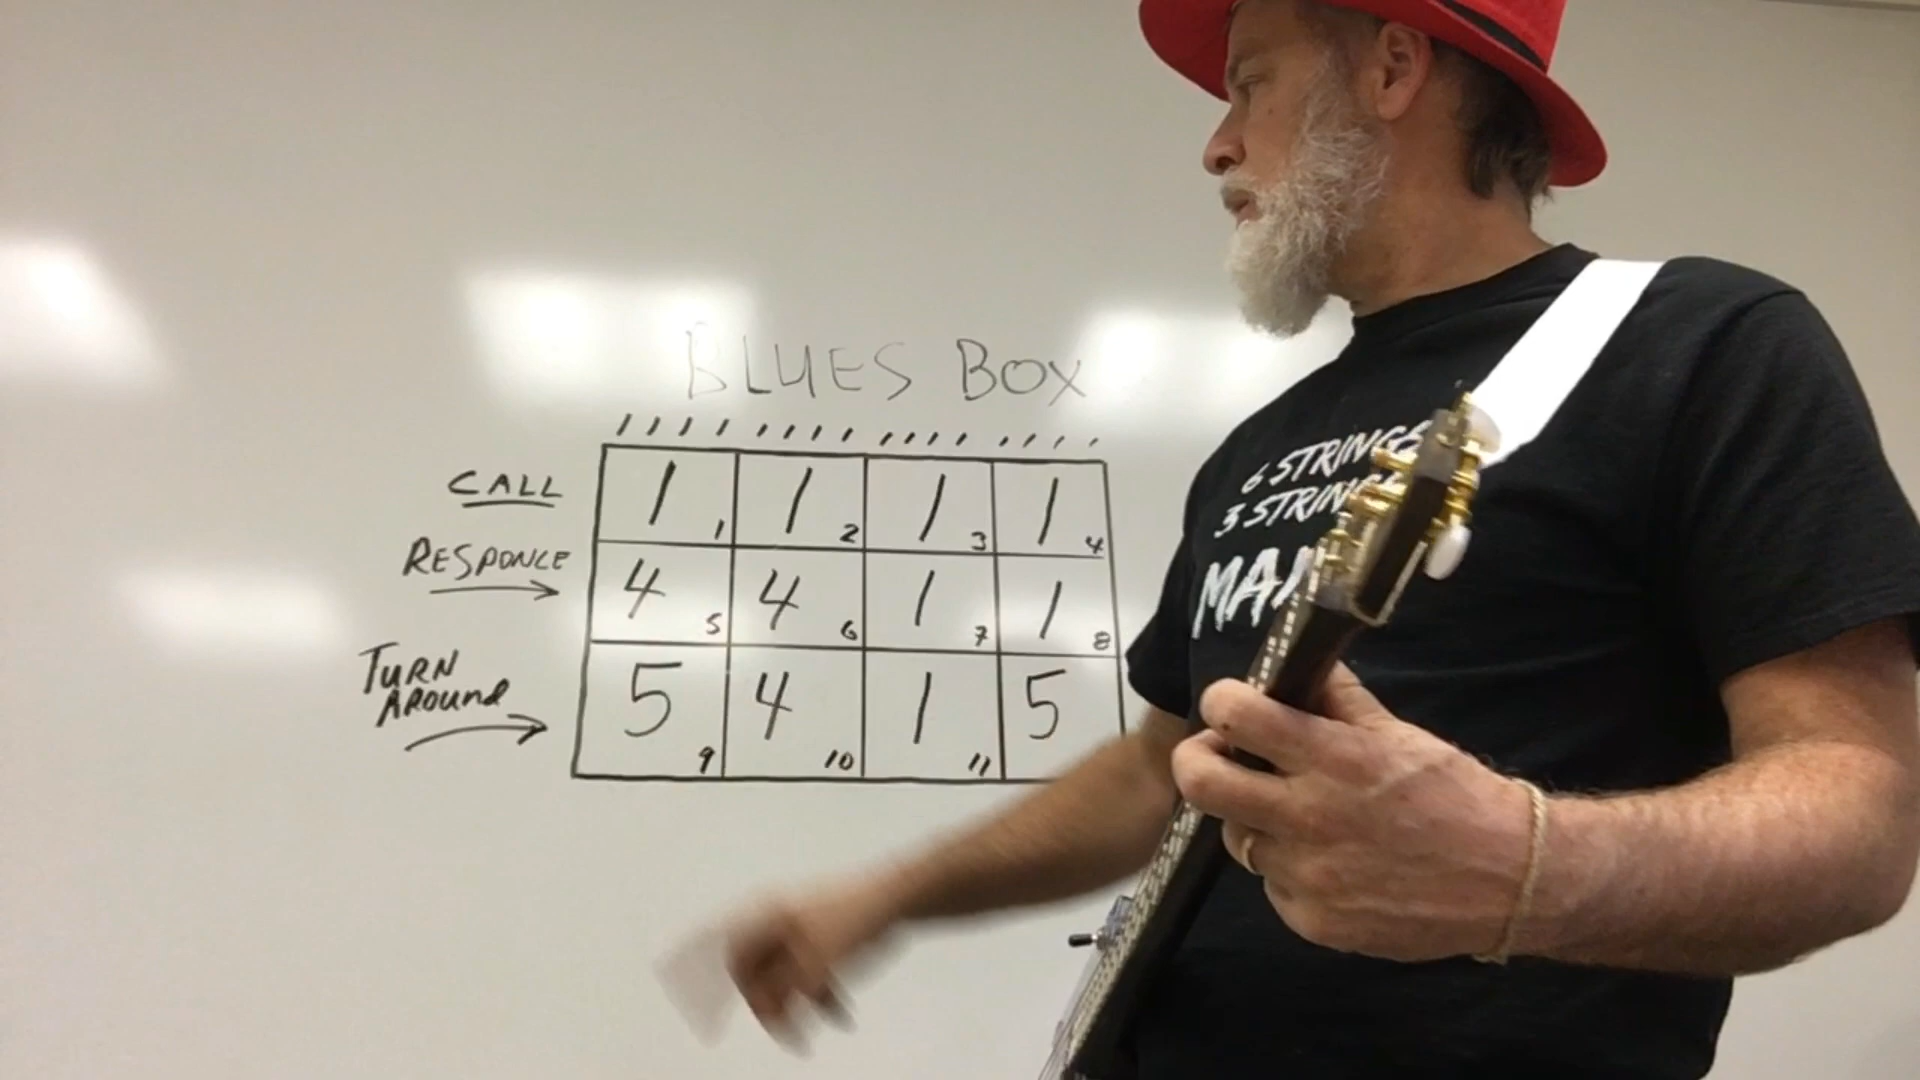 BLUES BOX
CALL
1 1 1 2 1 3 1 4
RESPONCE
4 5 4 6 1 7 1 8
TURN
AROUND
5 9 4 10 1 11 5
6 STRINGS
3 STRING